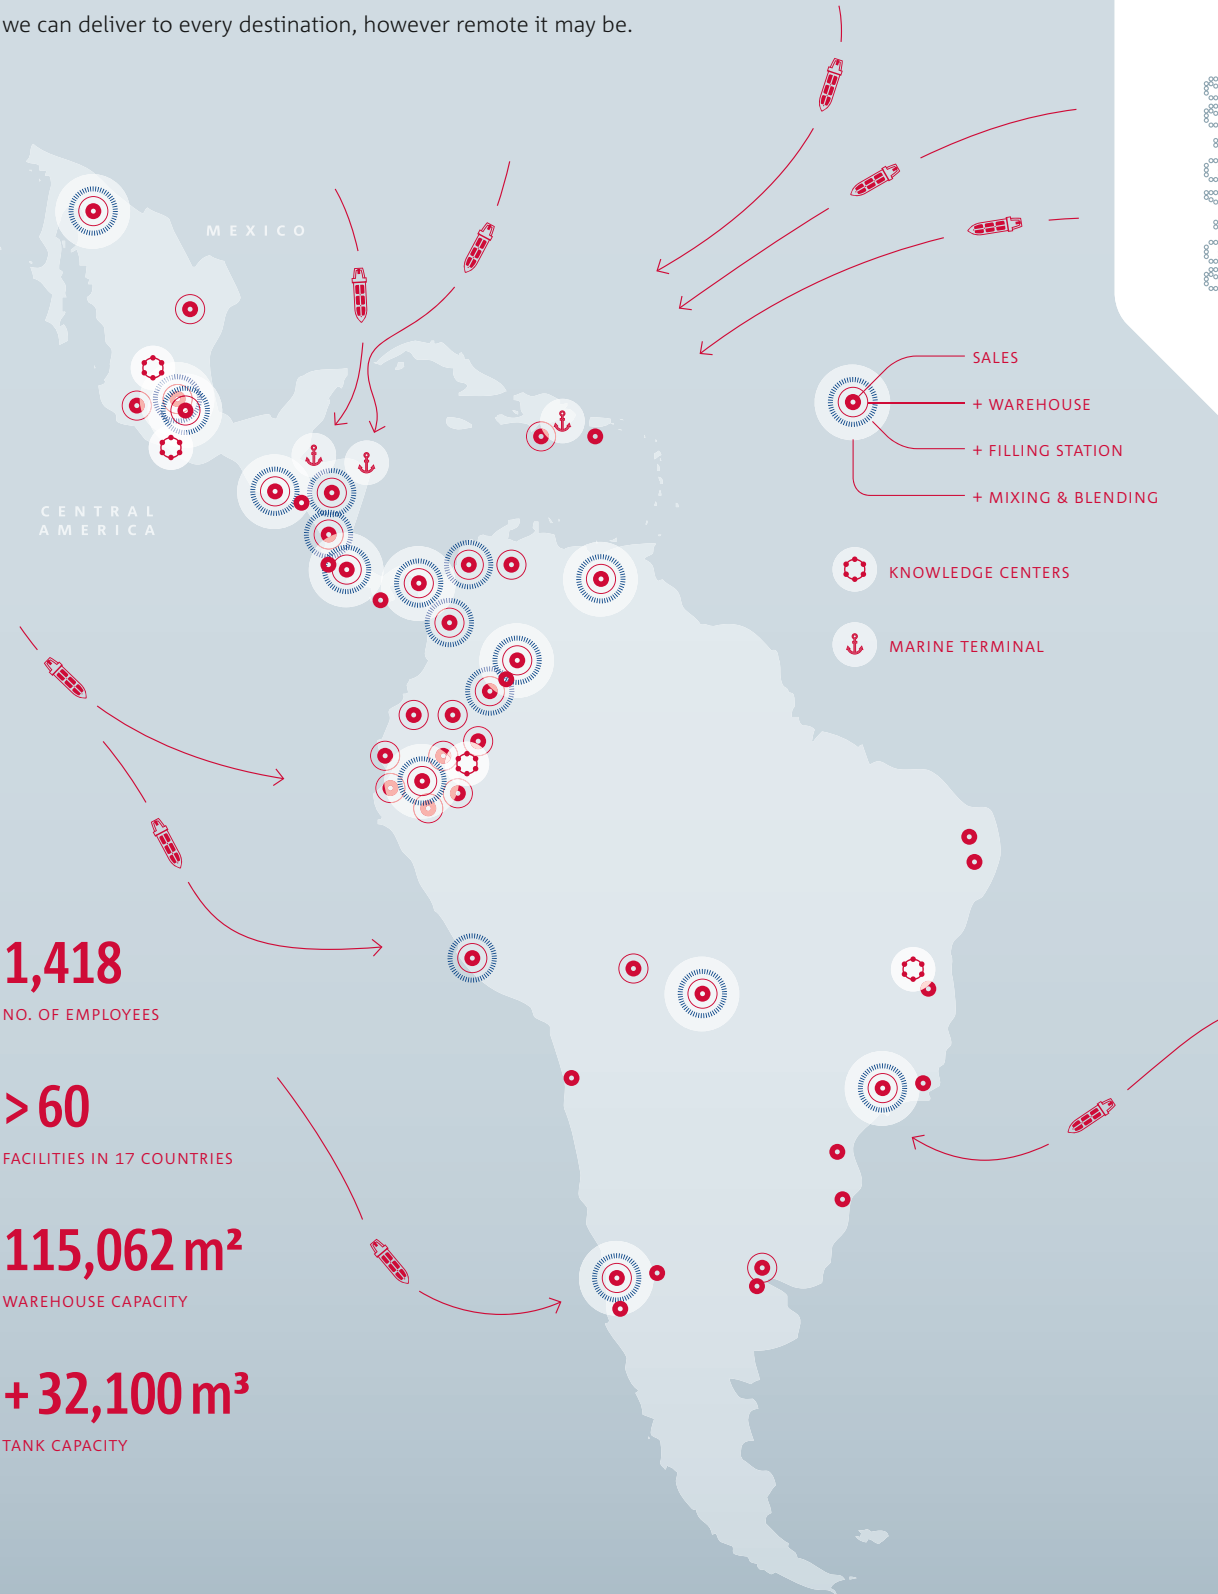 we can deliver to every destination, however remote it may be.
MEXICO
SALES
+ WAREHOUSE
+ FILLING STATION
+ MIXING & BLENDING
CENTRAL
AMERICA
KNOWLEDGE CENTERS
MARINE TERMINAL
1,418
NO. OF EMPLOYEES
> 60
FACILITIES IN 17 COUNTRIES
115,062 m²
WAREHOUSE CAPACITY
+ 32,100 m³
TANK CAPACITY